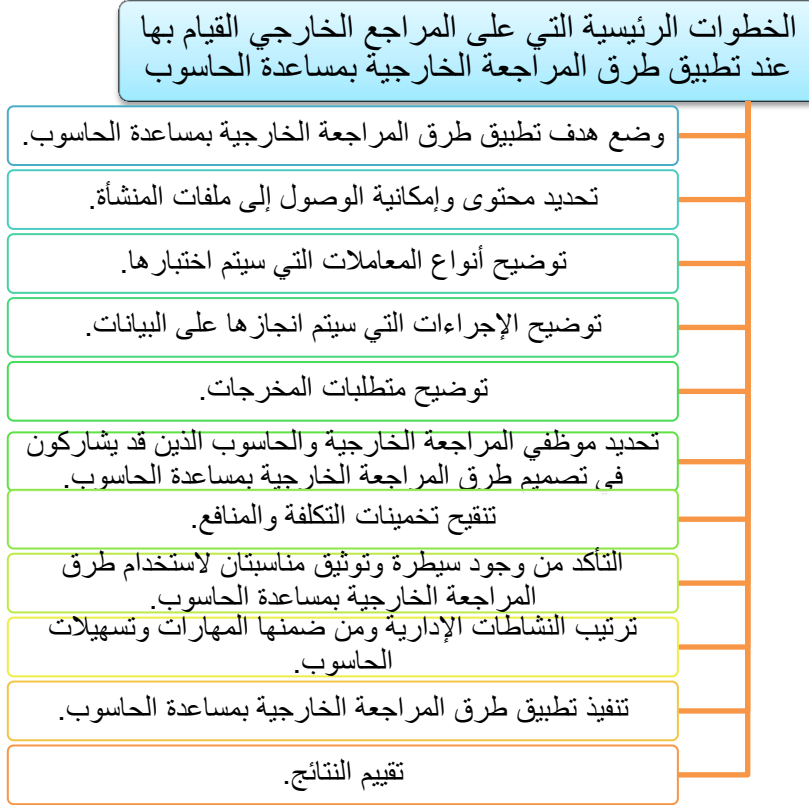 الخطوات الرئيسية التي على المراجع الخارجي القيام بها
عند تطبيق طرق المراجعة الخارجية بمساعدة الحاسوب
وضع هدف تطبيق طرق المراجعة الخارجية بمساعدة الحاسوب.
تحديد محتوى وإمكانية الوصول إلى ملفات المنشأة.
توضيح أنواع المعاملات التي سيتم اختبارها.
توضيح الإجراءات التي سيتم انجازها على البيانات.
توضيح متطلبات المخرجات.
تحديد موظفي المراجعة الخارجية والحاسوب الذين قد يشاركون
في تصميم طرق المراجعة الخارجية بمساعدة الحاسوب.
تنقيح تخمينات التكلفة والمنافع.
التأكد من وجود سيطرة وتوثيق مناسبتان لاستخدام طرق
المراجعة الخارجية بمساعدة الحاسوب.
ترتيب النشاطات الإدارية ومن ضمنها المهارات وتسهيلات
الحاسوب.
تنفيذ تطبيق طرق المراجعة الخارجية بمساعدة الحاسوب.
تقييم النتائج.